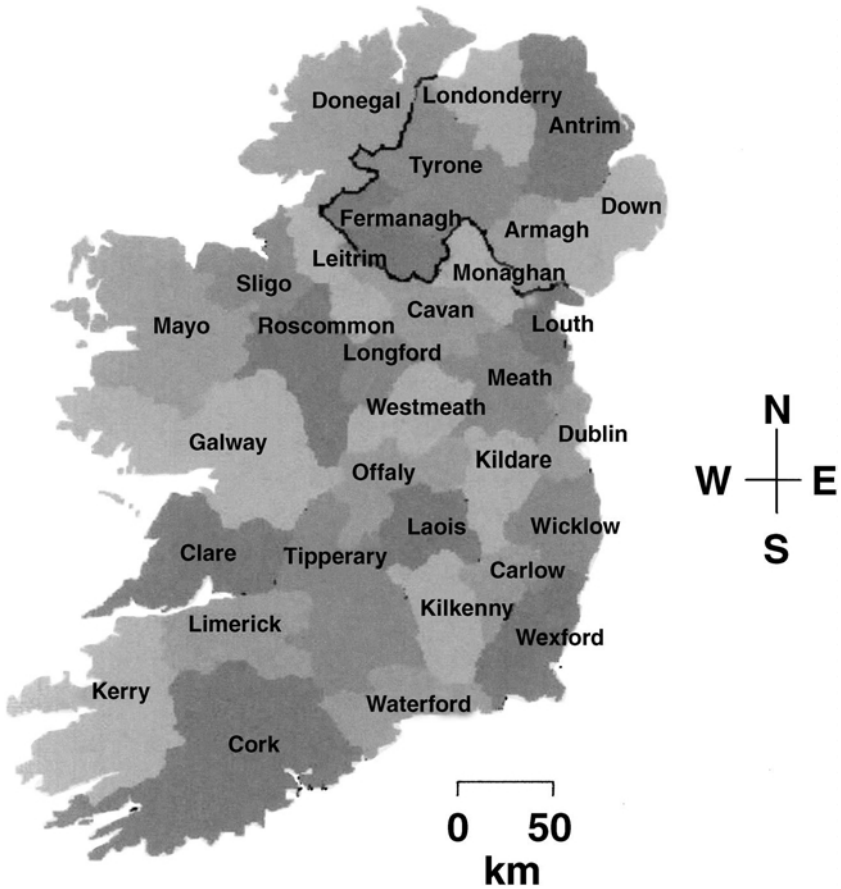 Donegal
Londonderry
Antrim
Tyrone
Fermanagh
Down
Armagh
Leitrim
Monaghan
Sligo
Cavan
Mayo
Roscommon
Louth
Longford
Meath
Westmeath
Galway
Dublin
Offaly
Kildare
Laois
Wicklow
Clare
Tipperary
Carlow
Kilkenny
Limerick
Wexford
Kerry
Waterford
Cork
N
W E
S
0 50
km